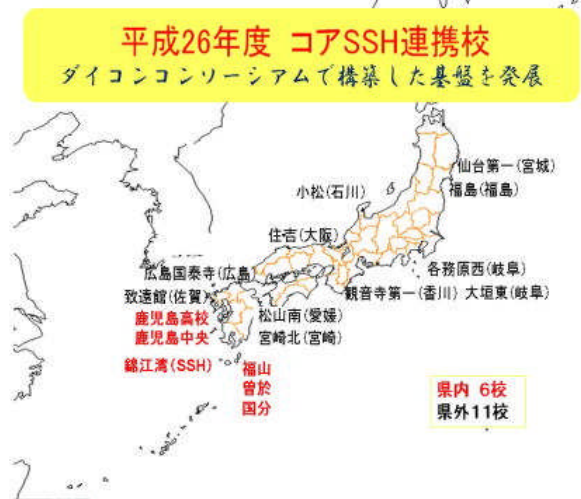 平成26年度 コアSSH連携校
ダイコンコンソーシアムで構築した基盤を発展
仙台第一(宮城)
福島(福島)
小松(石川)
住吉(大阪)
広島国泰寺(広島)
各務原西(岐阜)
致遠館(佐賀)
観音寺第一(香川) 大垣東(岐阜)
鹿児島高校
松山南(愛媛)
鹿児島中央
宮崎北(宮崎)
錦江湾(SSH)
福山
曽於
国分
県内 6校
県外11校